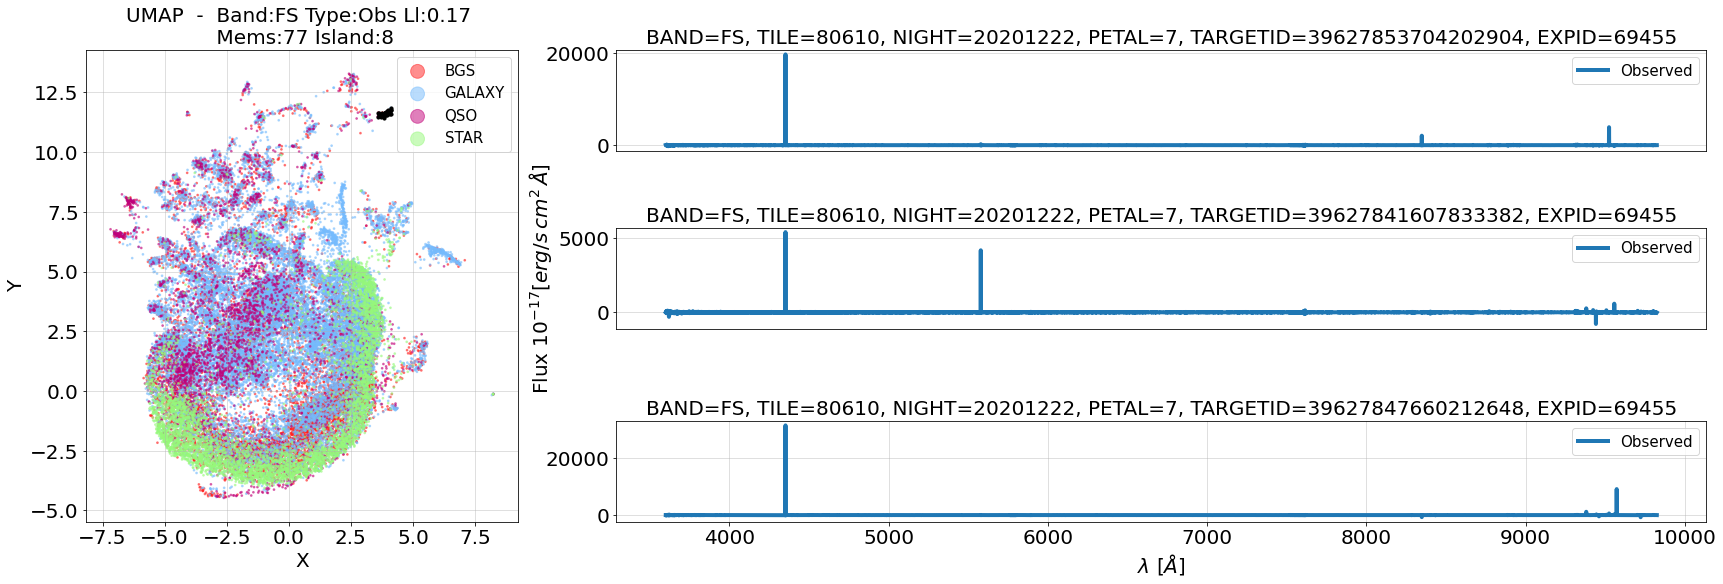 UMAP - Band:FS Type:Obs Ll:0.17
Mems:77 Island:8
BGS
GALAXY
QSO
STAR
12.5
10.0
7.5
5.0
2.5
0.0
−2.5
−5.0
Y
−7.5 −5.0 −2.5 0.0 2.5 5.0 7.5
X
Flux 10⁻¹⁷[erg/s cm² Å]
BAND=FS, TILE=80610, NIGHT=20201222, PETAL=7, TARGETID=39627853704202904, EXPID=69455
Observed
20000
0
BAND=FS, TILE=80610, NIGHT=20201222, PETAL=7, TARGETID=39627841607833382, EXPID=69455
Observed
5000
0
BAND=FS, TILE=80610, NIGHT=20201222, PETAL=7, TARGETID=39627847660212648, EXPID=69455
Observed
20000
0
4000 5000 6000 7000 8000 9000 10000
λ [Å]